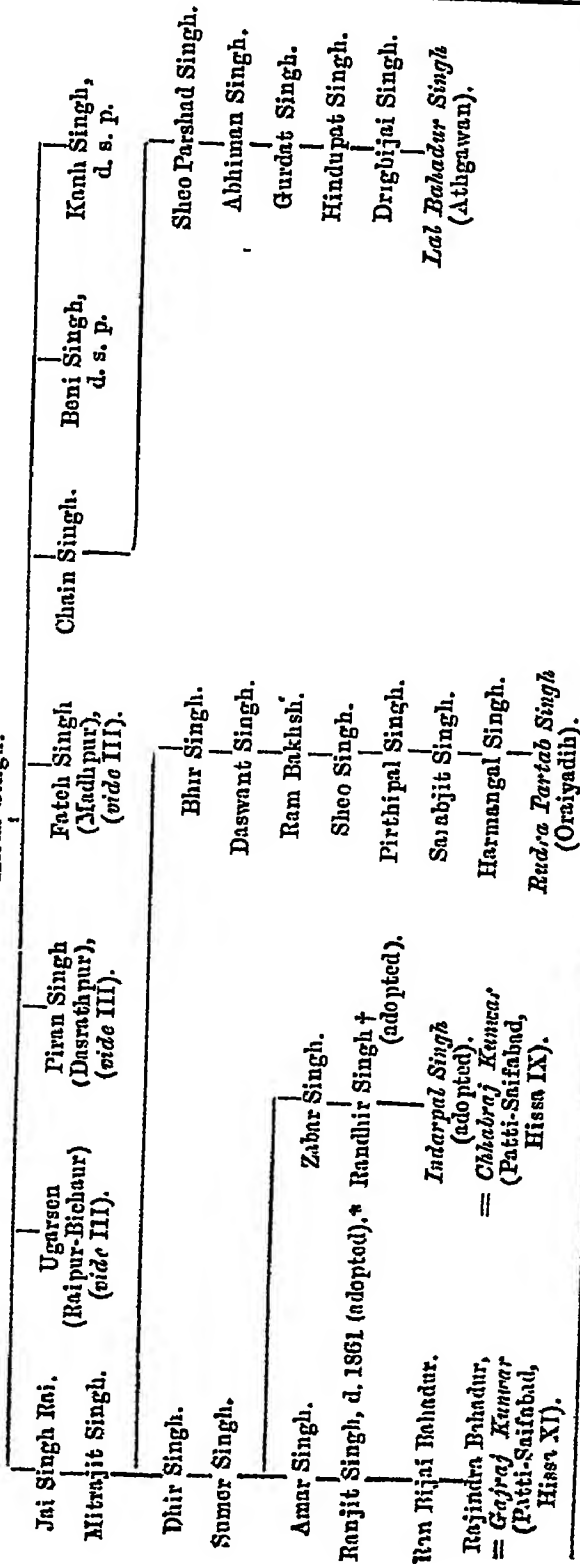 Singh.
Jai Singh Rai.
Ugarsen
(Raipur-Bichaur)
(vide III).
Piran Singh
(Dasrathpur),
(vide III).
Fateh Singh
(Madhpur),
(vide III).
Chain Singh.
Beni Singh,
d. s. p.
Kanh Singh,
d. s. p.
Mitrajit Singh.
Dhir Singh.
Sumer Singh.
Amar Singh.
Ranjit Singh, d. 1861 (adopted).*
Ran Bijai Bahadur.
Rajindra Bahadur,
= Gajraj Kunwar
(Patti-Saifabad,
Hissa XI).
Zabar Singh.
Randhir Singh †
(adopted).
Indarpal Singh
(adopted).
= Chhabraj Kunwar
(Patti-Saifabad,
Hissa IX).
Bhir Singh.
Daswant Singh.
Ram Bakhsh.
Sheo Singh.
Pirthipal Singh.
Sarabjit Singh.
Harmangal Singh.
Rudra Partab Singh
(Oraiyadih).
Sheo Parshad Singh.
Abhiman Singh.
Gurdat Singh.
Hindupat Singh.
Drigbijai Singh.
Lal Bahadur Singh
(Athgawan).